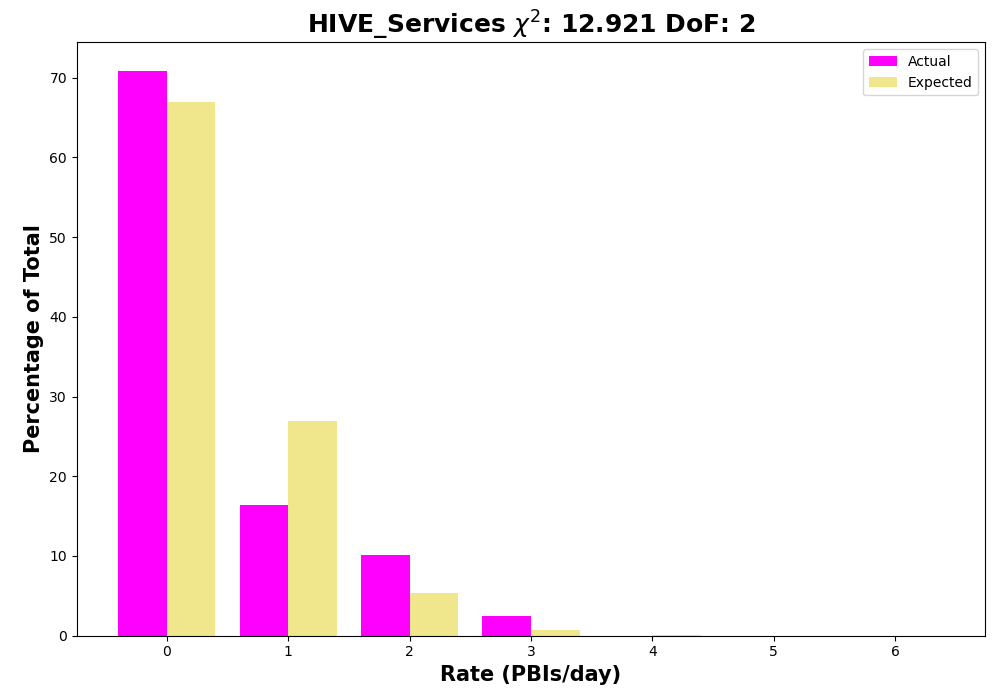 HIVE_Services χ²: 12.921 DoF: 2
Actual
Expected
Percentage of Total
70
60
50
40
30
20
10
0
0 1 2 3 4 5 6
Rate (PBIs/day)